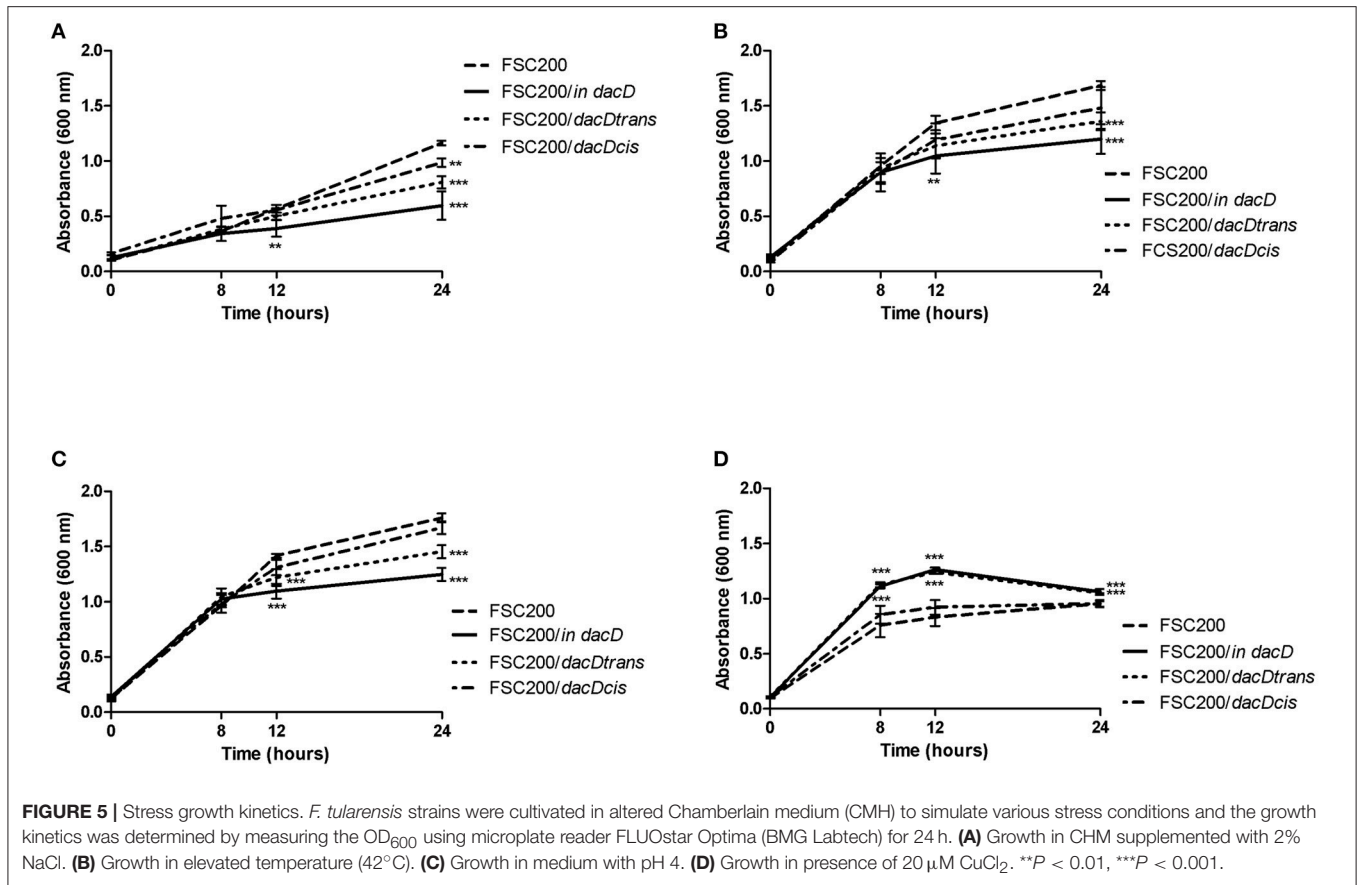 A
2.0
1.5
1.0
0.5
0.0
Absorbance (600 nm)
0 8 12 24
Time (hours)
FSC200
FSC200/in dacD
FSC200/dacDtrans
FSC200/dacDcis
**
***
***
**
B
2.0
1.5
1.0
0.5
0.0
Absorbance (600 nm)
0 8 12 24
Time (hours)
***
***
**
FSC200
FSC200/in dacD
FSC200/dacDtrans
FCS200/dacDcis
C
2.0
1.5
1.0
0.5
0.0
Absorbance (600 nm)
0 8 12 24
Time (hours)
***
***
***
***
FSC200
FSC200/in dacD
FSC200/dacDtrans
FSC200/dacDcis
D
2.0
1.5
1.0
0.5
0.0
Absorbance (600 nm)
0 8 12 24
Time (hours)
***
***
***
***
***
***
FSC200
FSC200/in dacD
FSC200/dacDtrans
FSC200/dacDcis
FIGURE 5 | Stress growth kinetics. F. tularensis strains were cultivated in altered Chamberlain medium (CMH) to simulate various stress conditions and the growth
kinetics was determined by measuring the OD600 using microplate reader FLUOstar Optima (BMG Labtech) for 24 h. (A) Growth in CHM supplemented with 2%
NaCl. (B) Growth in elevated temperature (42°C). (C) Growth in medium with pH 4. (D) Growth in presence of 20 μM CuCl2. **P < 0.01, ***P < 0.001.